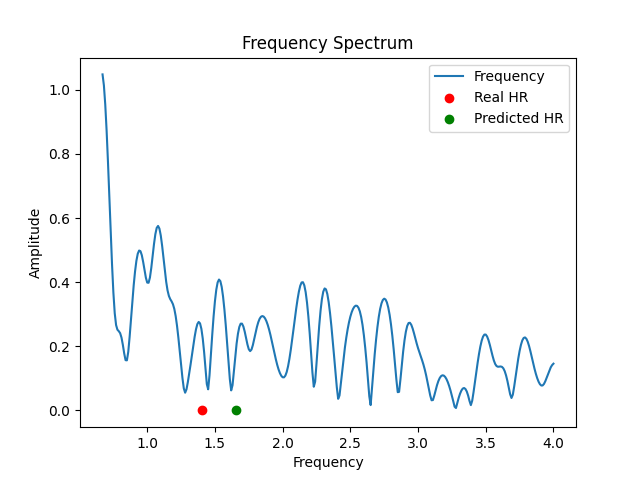 Frequency Spectrum
Frequency
Real HR
Predicted HR
Amplitude
1.0
0.8
0.6
0.4
0.2
0.0
1.0 1.5 2.0 2.5 3.0 3.5 4.0
Frequency